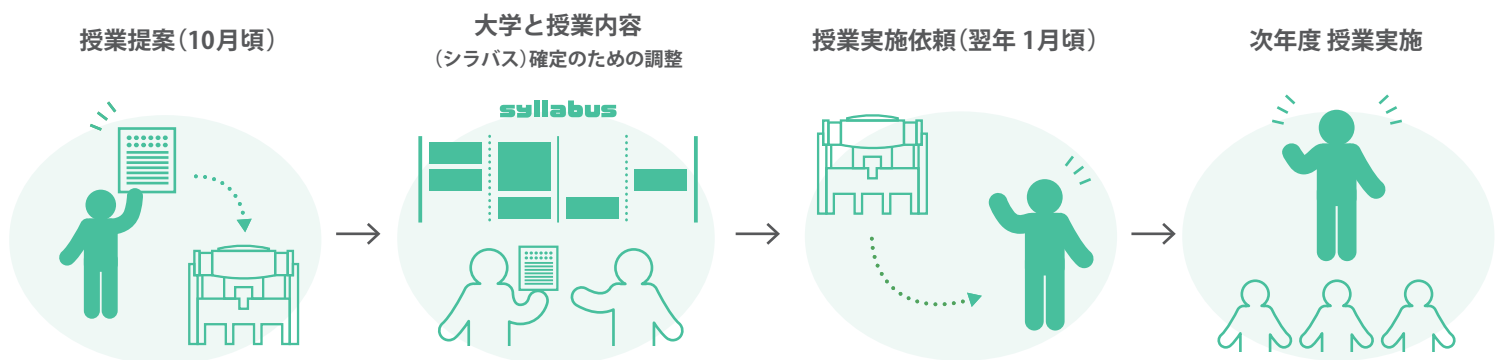 授業提案（10月頃）
大学と授業内容
（シラバス）確定のための調整
syllabus
授業実施依頼（翌年 1月頃）
次年度 授業実施